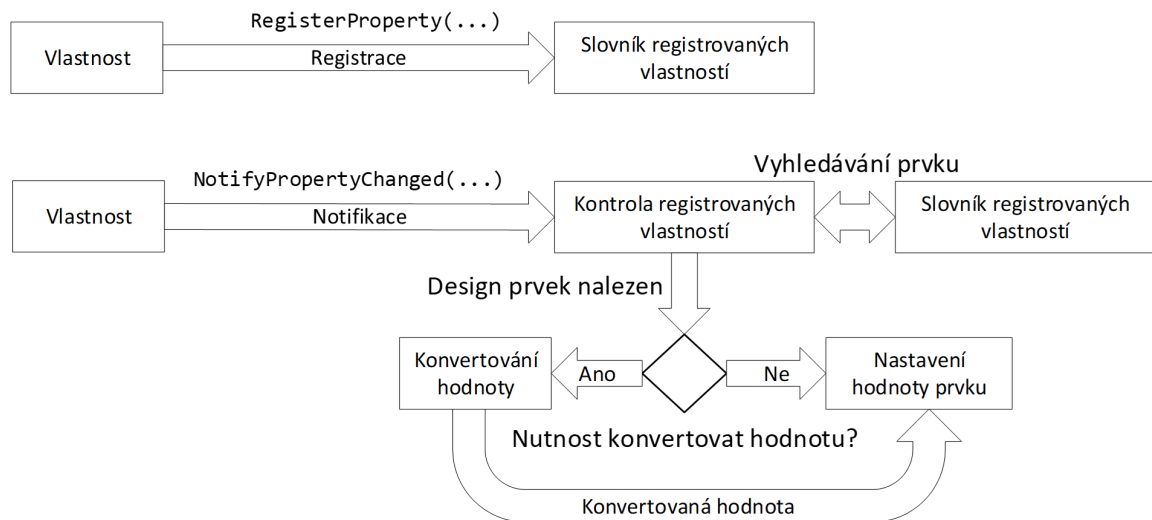 RegisterProperty(...)
Vlastnost
Registrace
Slovník registrovaných
vlastností
Vyhledávání prvku
NotifyPropertyChanged(...)
Vlastnost
Notifikace
Kontrola registrovaných
vlastností
Slovník registrovaných
vlastností
Design prvek nalezen
Konvertování
hodnoty
Ano
Ne
Nastavení
hodnoty prvku
Nutnost konvertovat hodnotu?
Konvertovaná hodnota